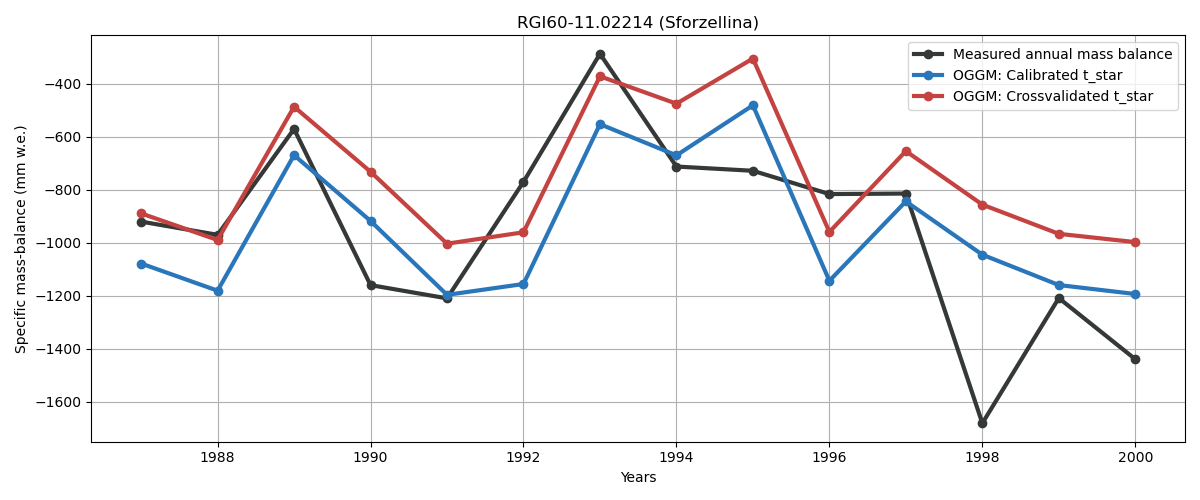 RGI60-11.02214 (Sforzellina)
Measured annual mass balance
OGGM: Calibrated t_star
OGGM: Crossvalidated t_star
Specific mass-balance (mm w.e.)
−400
−600
−800
−1000
−1200
−1400
−1600
1988 1990 1992 1994 1996 1998 2000
Years